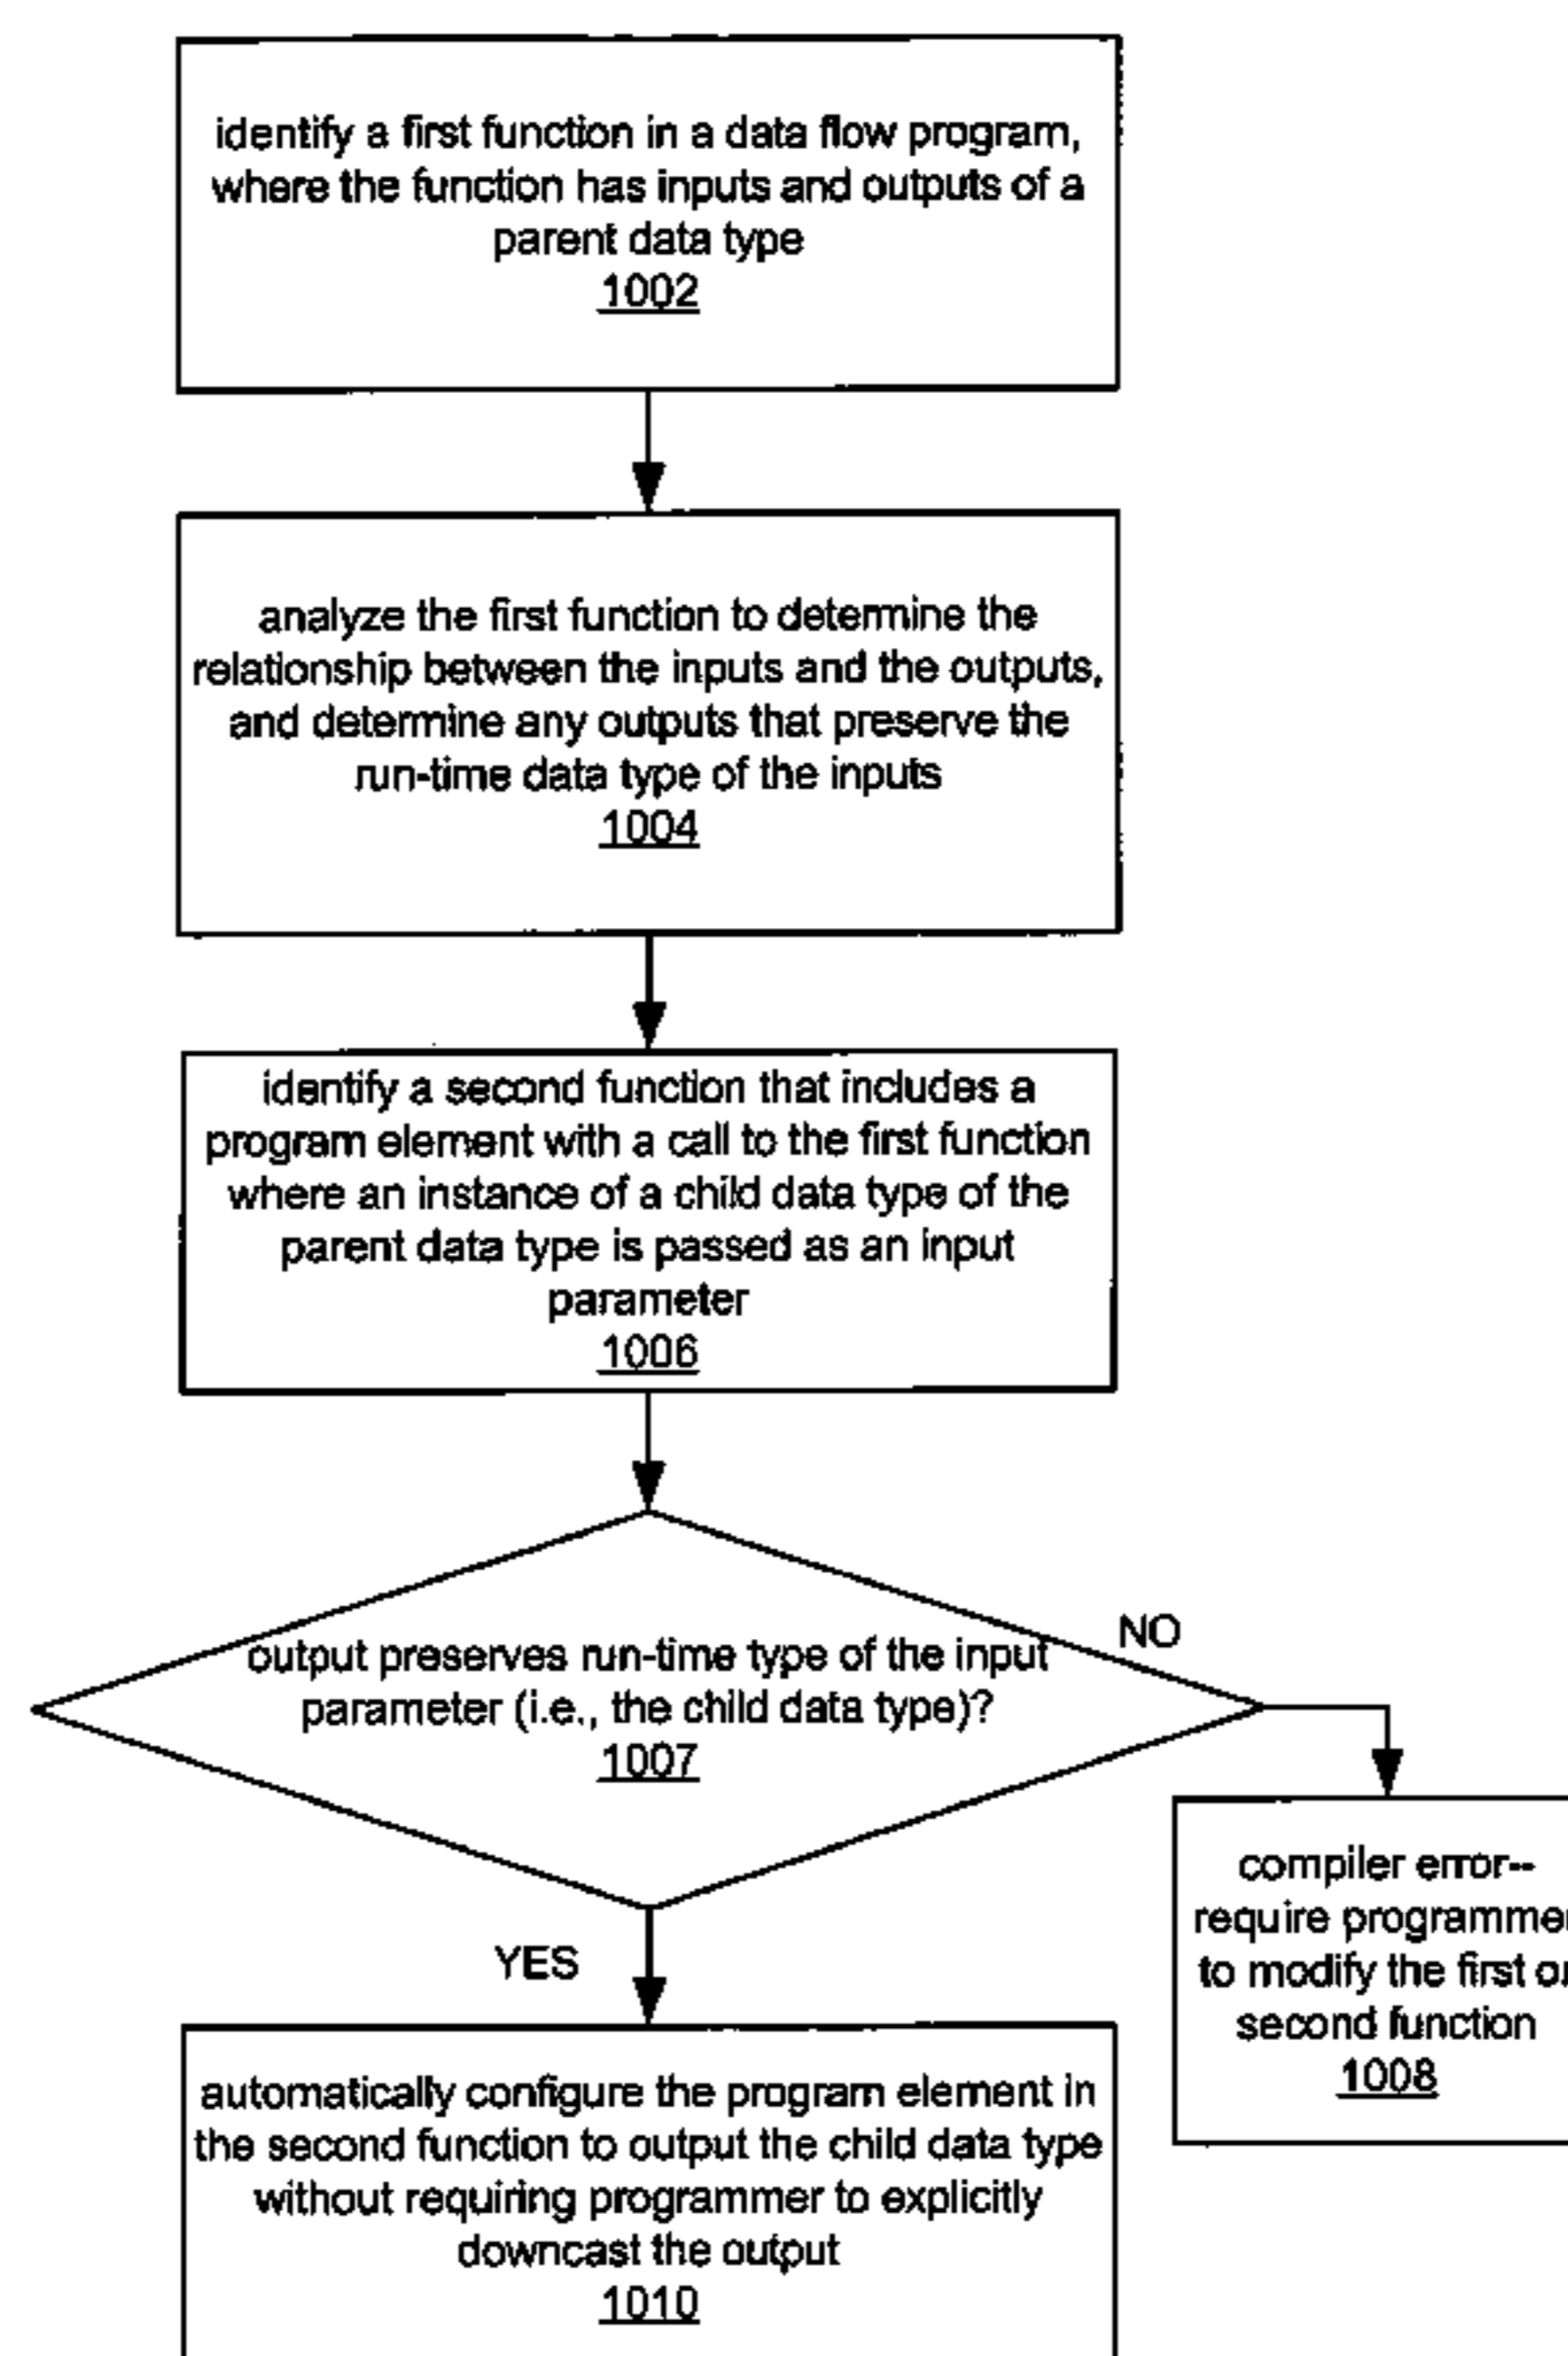 identify a first function in a data flow program,
where the function has inputs and outputs of a
parent data type
1002
analyze the first function to determine the
relationship between the inputs and the outputs,
and determine any outputs that preserve the
run-time data type of the inputs
1004
identify a second function that includes a
program element with a call to the first function
where an instance of a child data type of the
parent data type is passed as an input
parameter
1006
output preserves run-time type of the input
parameter (i.e., the child data type)?
1007
NO
compiler error--
require programmer
to modify the first or
second function
1008
YES
automatically configure the program element in
the second function to output the child data type
without requiring programmer to explicitly
downcast the output
1010